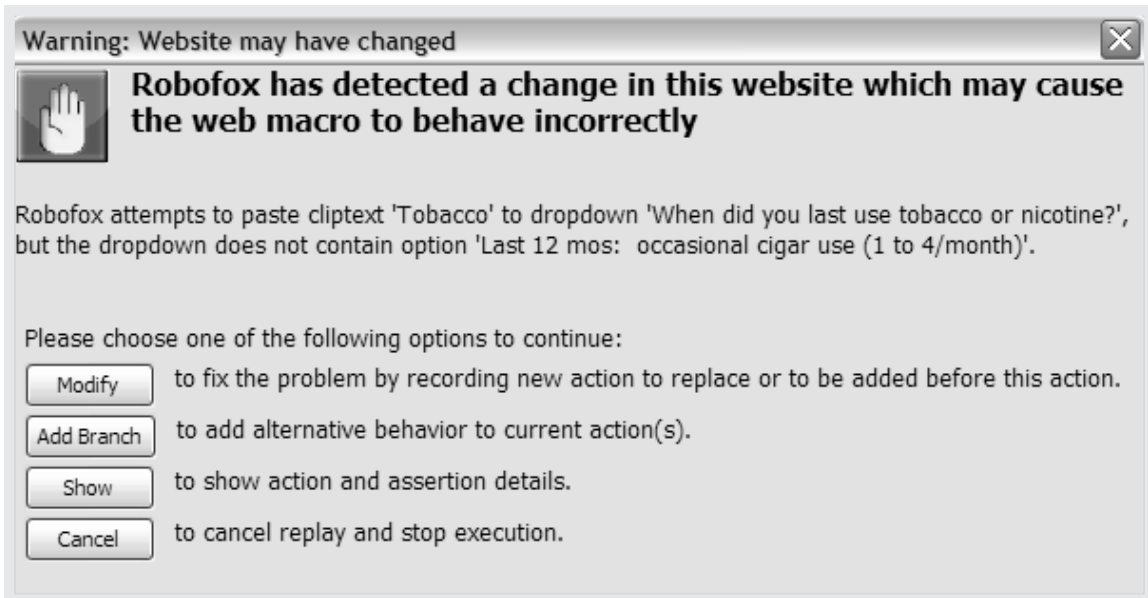 Warning: Website may have changed
Robofox has detected a change in this website which may cause
the web macro to behave incorrectly
Robofox attempts to paste cliptext 'Tobacco' to dropdown 'When did you last use tobacco or nicotine?',
but the dropdown does not contain option 'Last 12 mos:  occasional cigar use (1 to 4/month)'.
Please choose one of the following options to continue:
Modify to fix the problem by recording new action to replace or to be added before this action.
Add Branch to add alternative behavior to current action(s).
Show to show action and assertion details.
Cancel to cancel replay and stop execution.